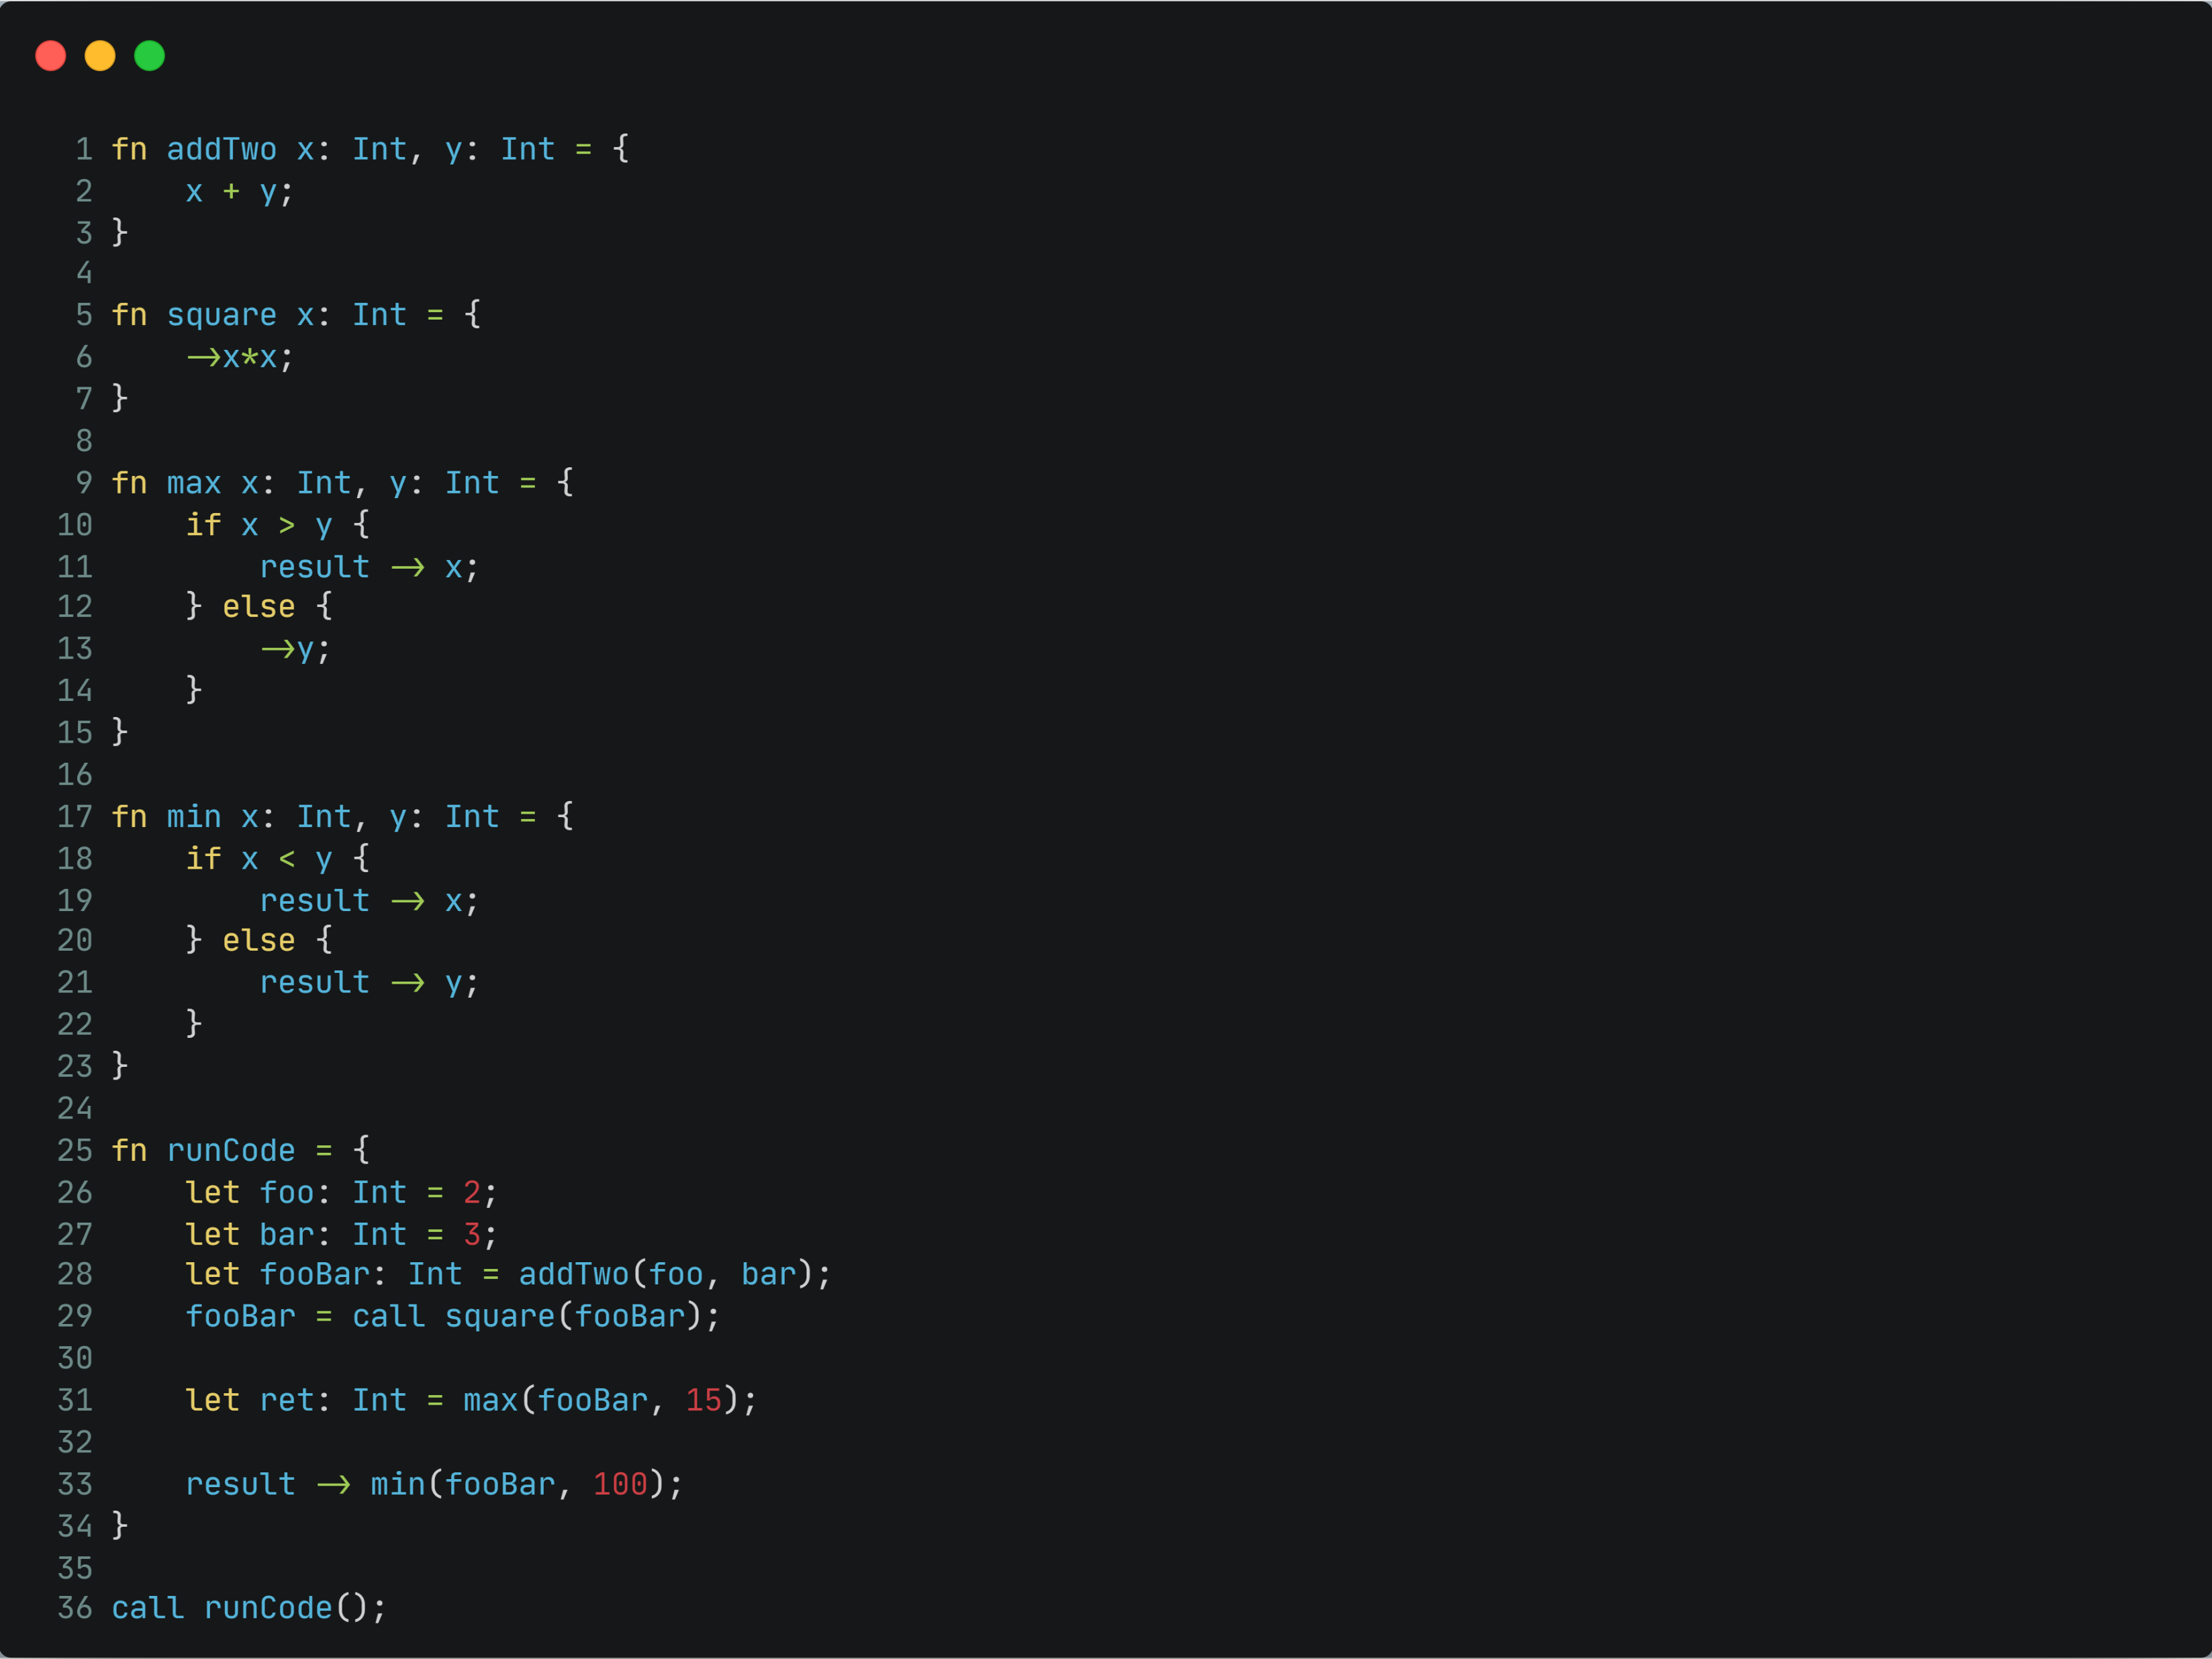 1 fn addTwo x: Int, y: Int = {
2     x + y;
3 }
4
5 fn square x: Int = {
6     ->x*x;
7 }
8
9 fn max x: Int, y: Int = {
10     if x > y {
11         result -> x;
12     } else {
13         ->y;
14     }
15 }
16
17 fn min x: Int, y: Int = {
18     if x < y {
19         result -> x;
20     } else {
21         result -> y;
22     }
23 }
24
25 fn runCode = {
26     let foo: Int = 2;
27     let bar: Int = 3;
28     let fooBar: Int = addTwo(foo, bar);
29     fooBar = call square(fooBar);
30
31     let ret: Int = max(fooBar, 15);
32
33     result -> min(fooBar, 100);
34 }
35
36 call runCode();